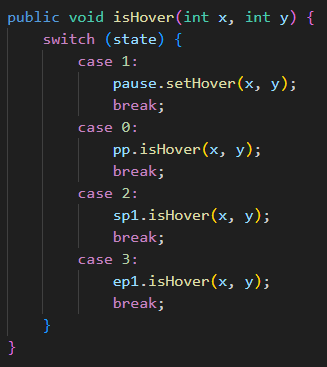 public void isHover(int x, int y) {
    switch (state) {
        case 1:
            pause.setHover(x, y);
            break;
        case 0:
            pp.isHover(x, y);
            break;
        case 2:
            sp1.isHover(x, y);
            break;
        case 3:
            ep1.isHover(x, y);
            break;
    }
}